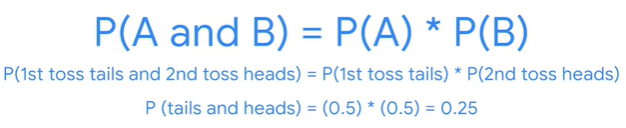 P(A and B) = P(A) * P(B)
P(1st toss tails and 2nd toss heads) = P(1st toss tails) * P(2nd toss heads)
P (tails and heads) = (0.5) * (0.5) = 0.25